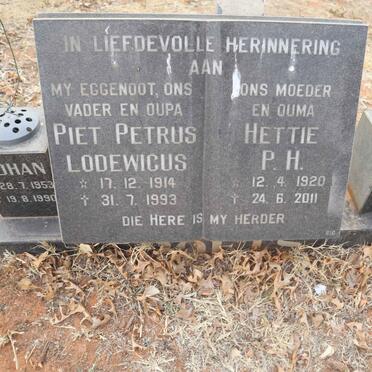 IN LIEFDEVOLLE HERINNERING
AAN
MY EGGENOOT, ONS
VADER EN OUPA
PIET PETRUS
LODEWICUS
☆ 17. 12. 1914
† 31. 7. 1993
ONS MOEDER
EN OUMA
HETTIE
P. H.
☆ 12. 4. 1920
† 24. 6. 2011
DIE HERE IS MY HERDER
OHAN
28. 7. 1953
19. 8. 1990